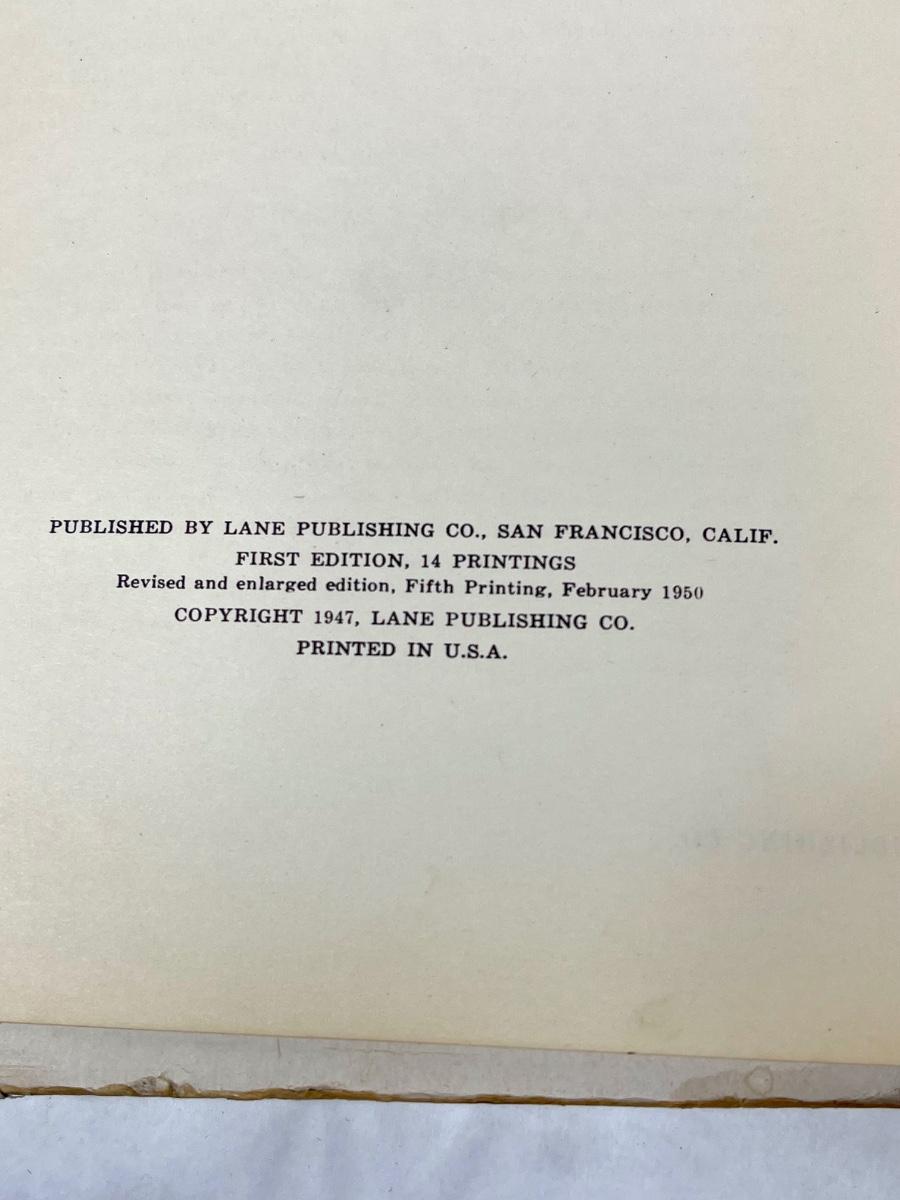 PUBLISHED BY LANE PUBLISHING CO., SAN FRANCISCO, CALIF.
FIRST EDITION, 14 PRINTINGS
Revised and enlarged edition, Fifth Printing, February 1950
COPYRIGHT 1947, LANE PUBLISHING CO.
PRINTED IN U.S.A.